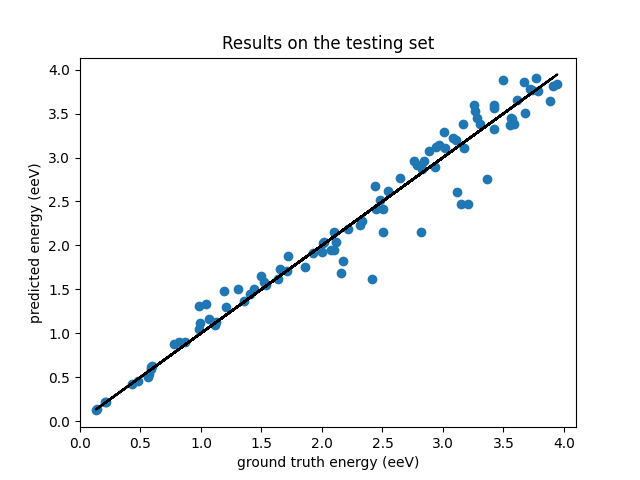 Results on the testing set
4.0
3.5
3.0
2.5
2.0
1.5
1.0
0.5
0.0
predicted energy (eeV)
0.0 0.5 1.0 1.5 2.0 2.5 3.0 3.5 4.0
ground truth energy (eeV)